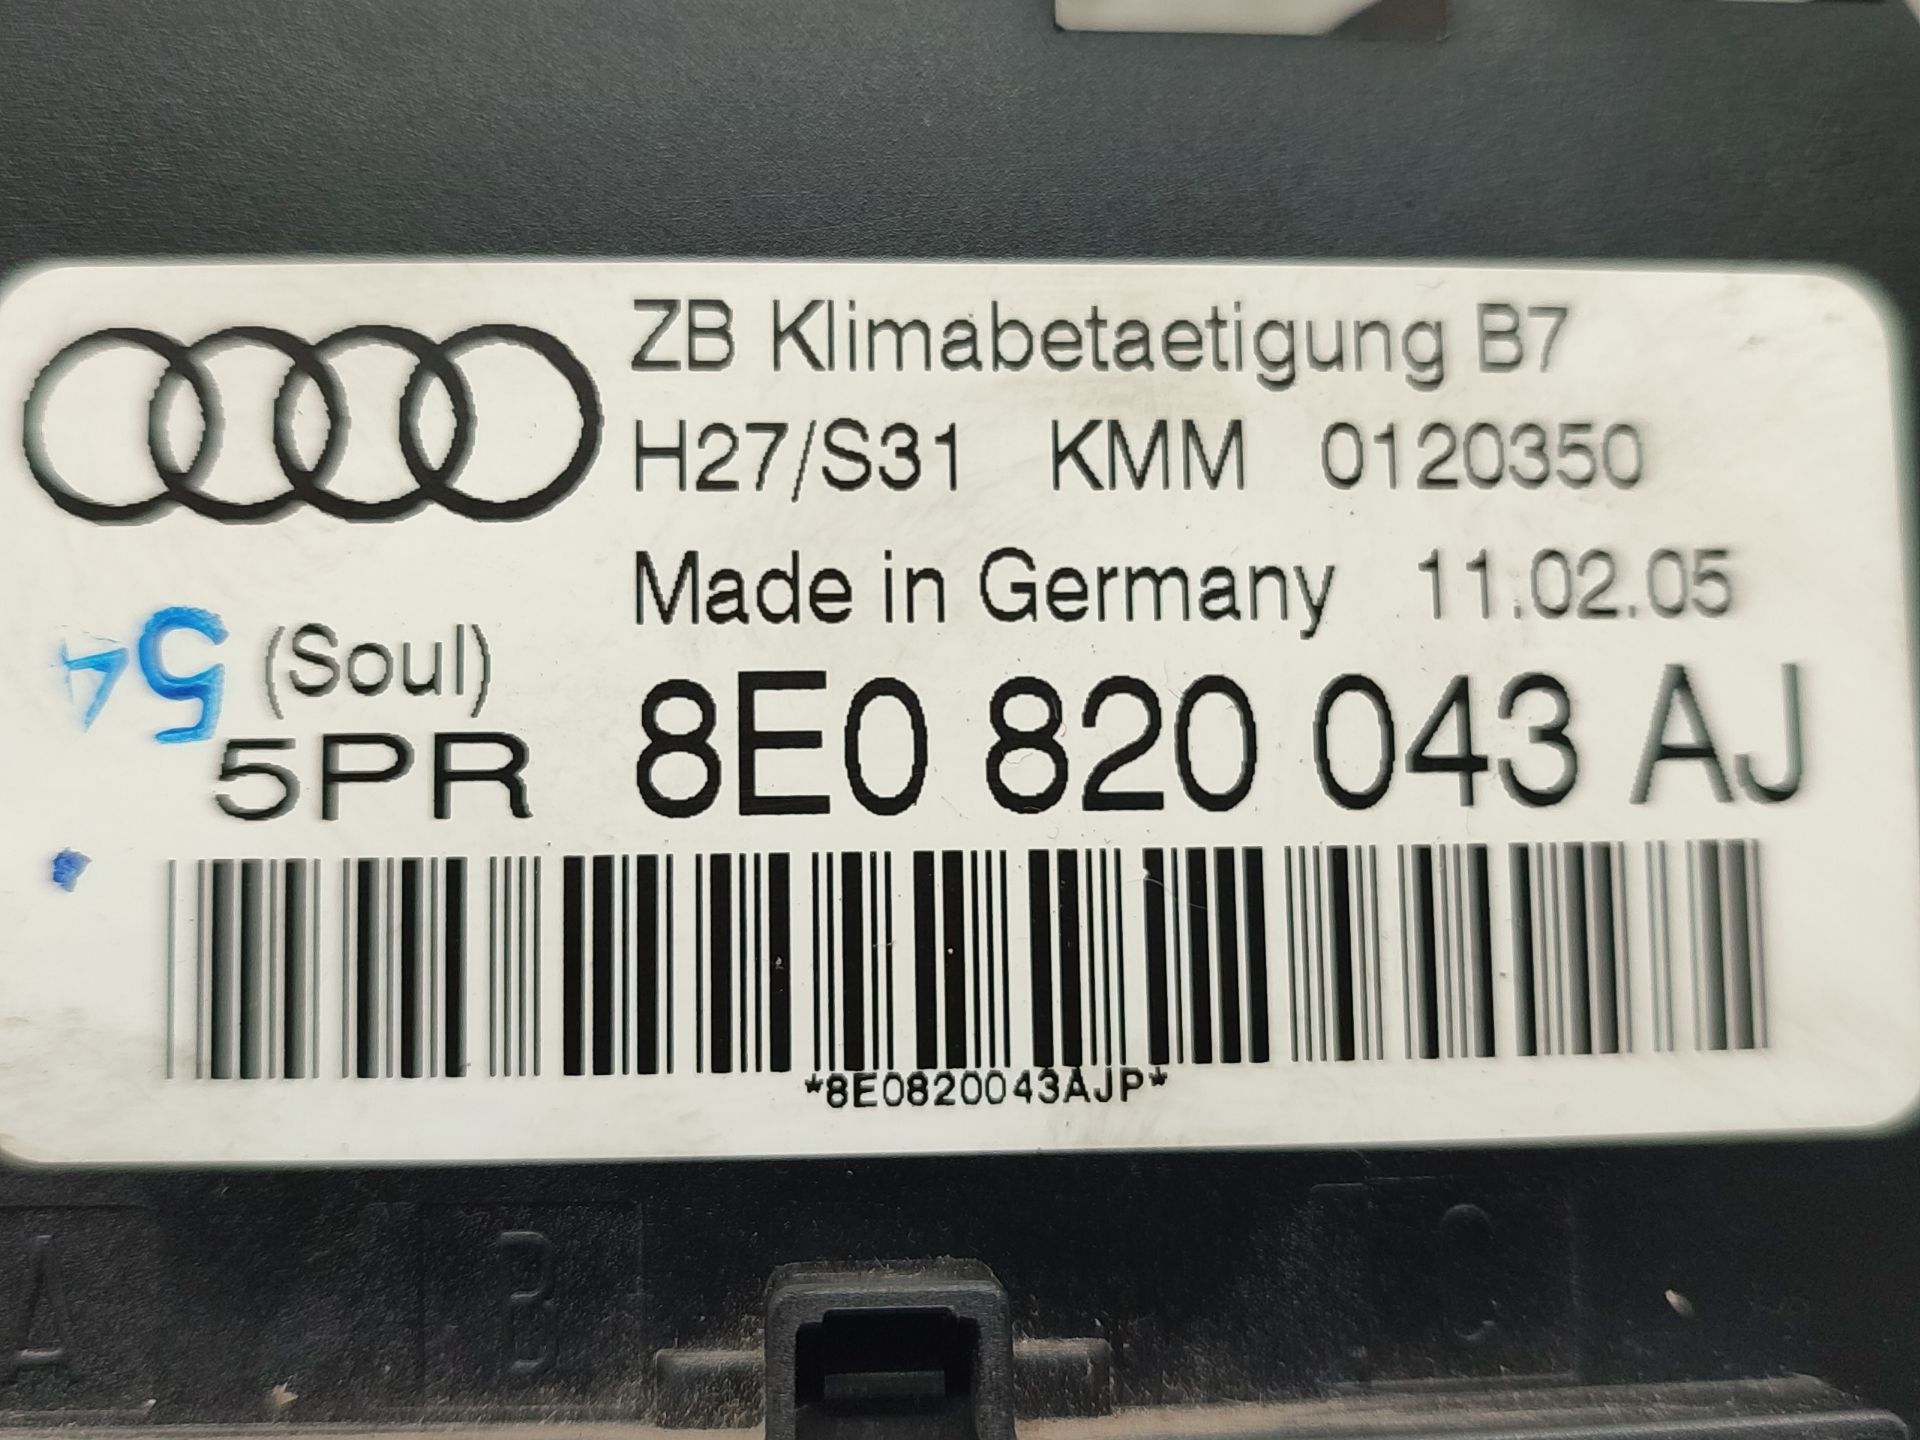 ZB Klimabetaetigung B7
H27/S31 KMM 0120350
Made in Germany 11.02.05
54
(Soul)
5PR 8E0 820 043 AJ
*8E0820043AJP*
A B C